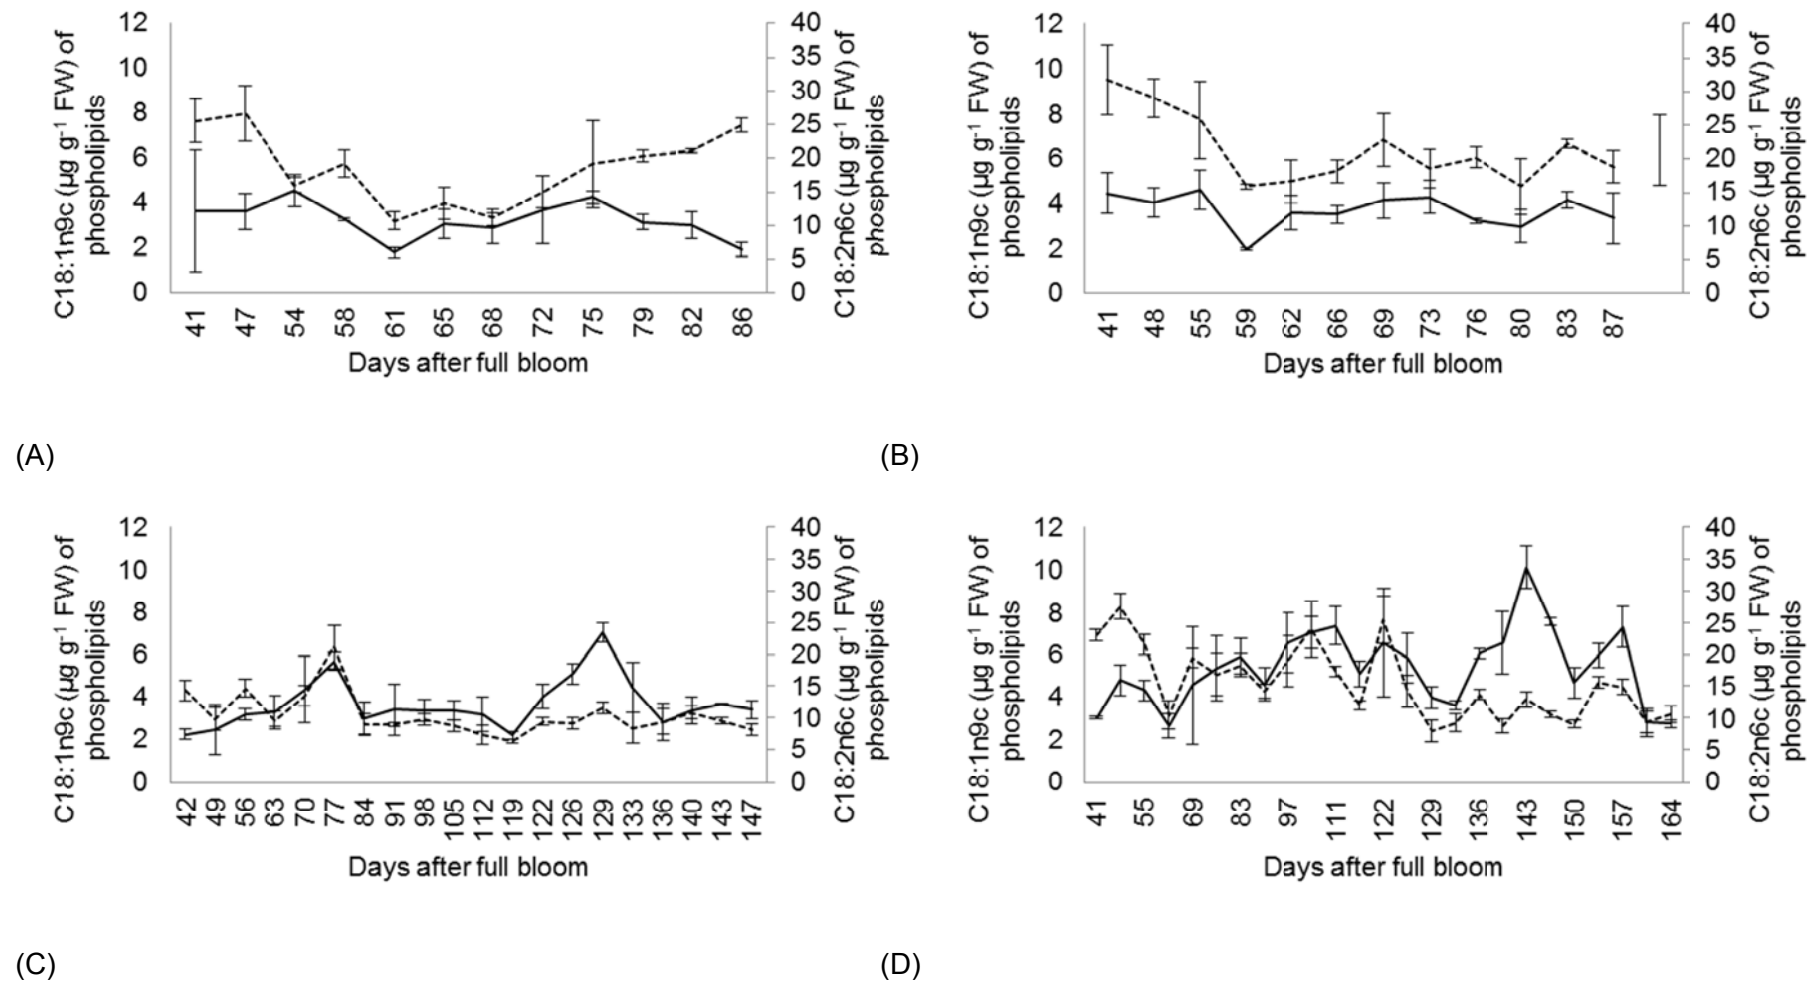 12
10
8
6
4
2
0
C18:1n9c (µg g⁻¹ FW) of
phospholipids
40
35
30
25
20
15
10
5
0
C18:2n6c (µg g⁻¹ FW) of
phospholipids
41 47 54 58 61 65 68 72 75 79 82 86
Days after full bloom
(A)
12
10
8
6
4
2
0
C18:1n9c (µg g⁻¹ FW) of
phospholipids
40
35
30
25
20
15
10
5
0
C18:2n6c (µg g⁻¹ FW) of
phospholipids
41 48 55 59 62 66 69 73 76 80 83 87
Days after full bloom
(B)
12
10
8
6
4
2
0
C18:1n9c (µg g⁻¹ FW) of
phospholipids
40
35
30
25
20
15
10
5
0
C18:2n6c (µg g⁻¹ FW) of
phospholipids
42 49 56 63 70 77 84 91 98 105 112 119 122 126 129 133 136 140 143 147
Days after full bloom
(C)
12
10
8
6
4
2
0
C18:1n9c (µg g⁻¹ FW) of
phospholipids
40
35
30
25
20
15
10
5
0
C18:2n6c (µg g⁻¹ FW) of
phospholipids
41 55 69 83 97 111 122 129 136 143 150 157 164
Days after full bloom
(D)